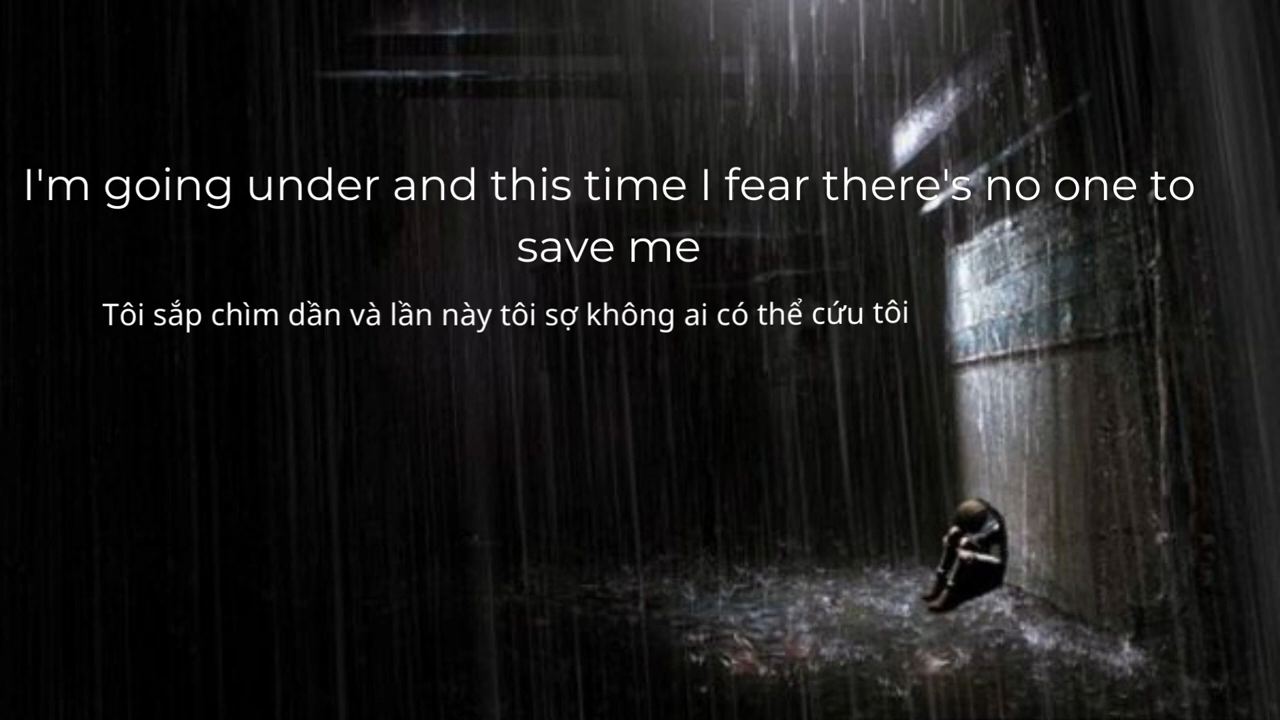 I'm going under and this time I fear there's no one to
save me
Tôi sắp chìm dần và lần này tôi sợ không ai có thể cứu tôi